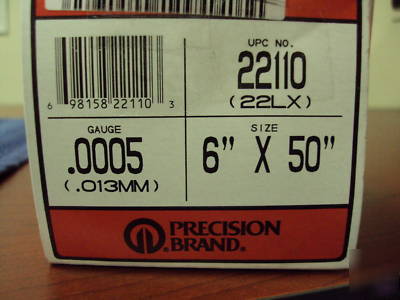 UPC NO.
22110
(22LX)
6 98158 22110 3
GAUGE
.0005
(.013MM)
SIZE
6" X 50"
PRECISION
BRAND®